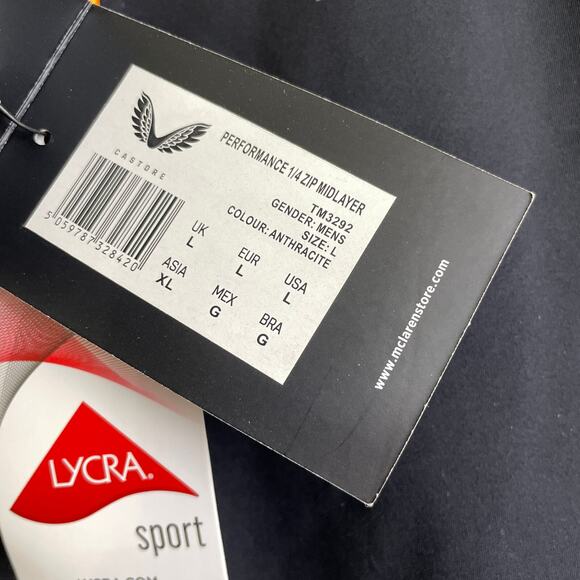 CASTORE
PERFORMANCE 1/4 ZIP MIDLAYER
TM3292
GENDER: MENS
SIZE: L
COLOUR: ANTHRACITE
5 059787 328420
UK EUR USA
L L L
ASIA MEX BRA
XL G G
www.mclarenstore.com
LYCRA®
sport